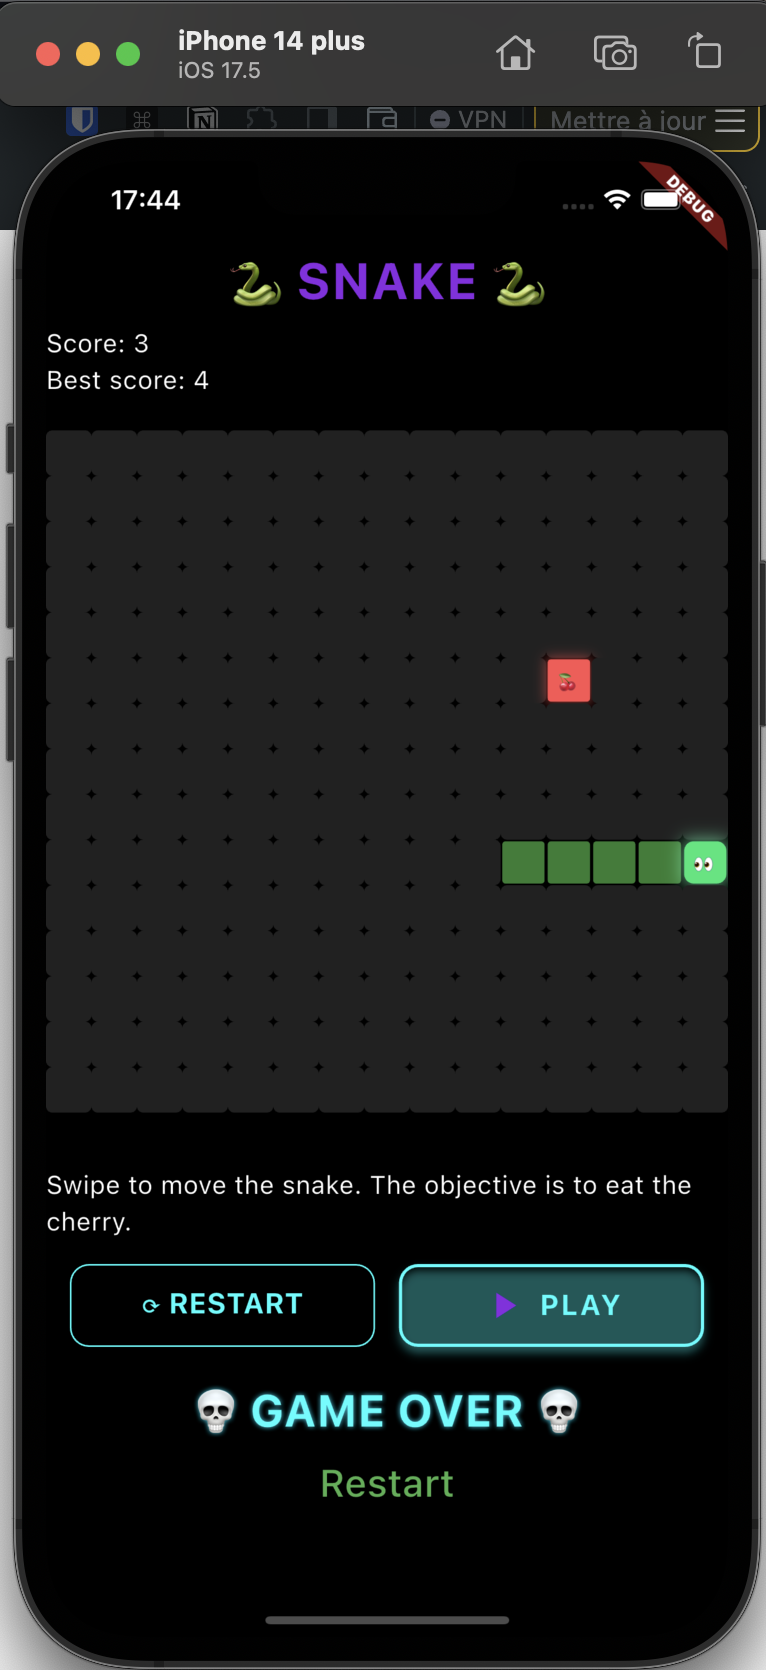 iPhone 14 plus
iOS 17.5
VPN
Mettre à jour
17:44
DEBUG
SNAKE
Score: 3
Best score: 4
Swipe to move the snake. The objective is to eat the
cherry.
RESTART
PLAY
GAME OVER
Restart